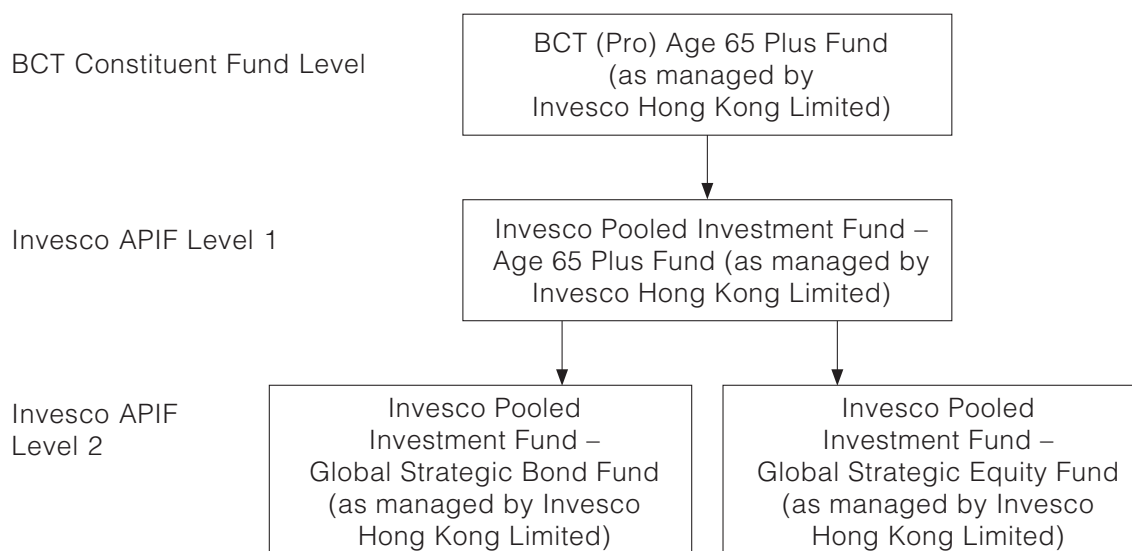 BCT Constituent Fund Level
BCT (Pro) Age 65 Plus Fund
(as managed by
Invesco Hong Kong Limited)
Invesco APIF Level 1
Invesco Pooled Investment Fund –
Age 65 Plus Fund (as managed by
Invesco Hong Kong Limited)
Invesco APIF
Level 2
Invesco Pooled
Investment Fund –
Global Strategic Bond Fund
(as managed by Invesco
Hong Kong Limited)
Invesco Pooled
Investment Fund –
Global Strategic Equity Fund
(as managed by Invesco
Hong Kong Limited)